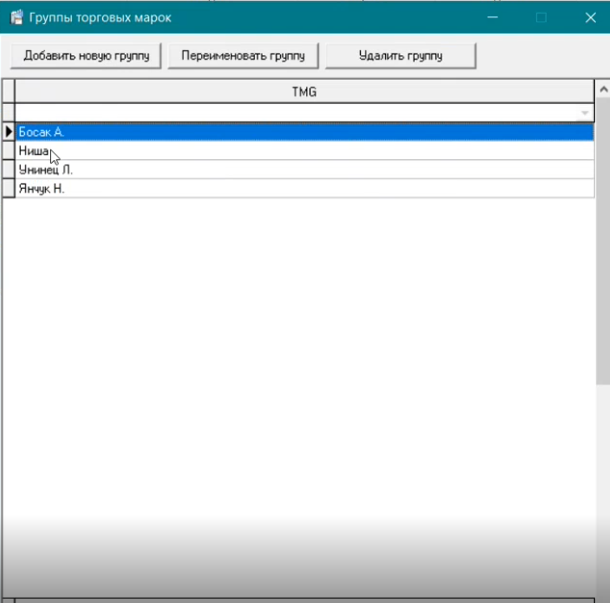 Группы торговых марок
Добавить новую группу Переименовать группу Удалить группу
TMG
Босак А.
Ниша
Унинец Л.
Янчук Н.